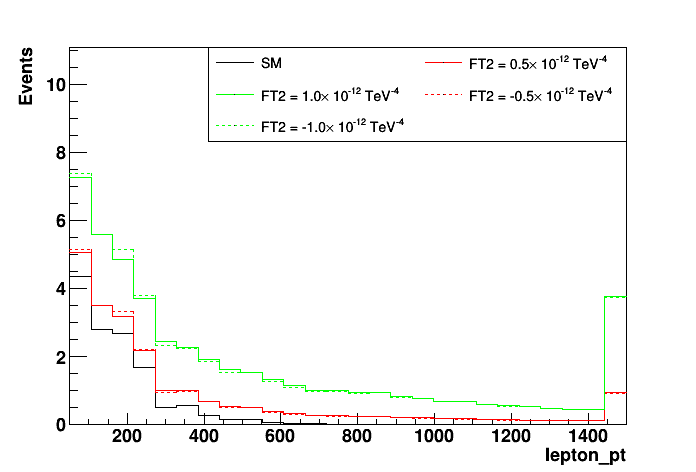 Events
SM
FT2 = 0.5× 10⁻¹² TeV⁻⁴
FT2 = 1.0× 10⁻¹² TeV⁻⁴
FT2 = -0.5× 10⁻¹² TeV⁻⁴
FT2 = -1.0× 10⁻¹² TeV⁻⁴
10
8
6
4
2
0
200 400 600 800 1000 1200 1400
lepton_pt